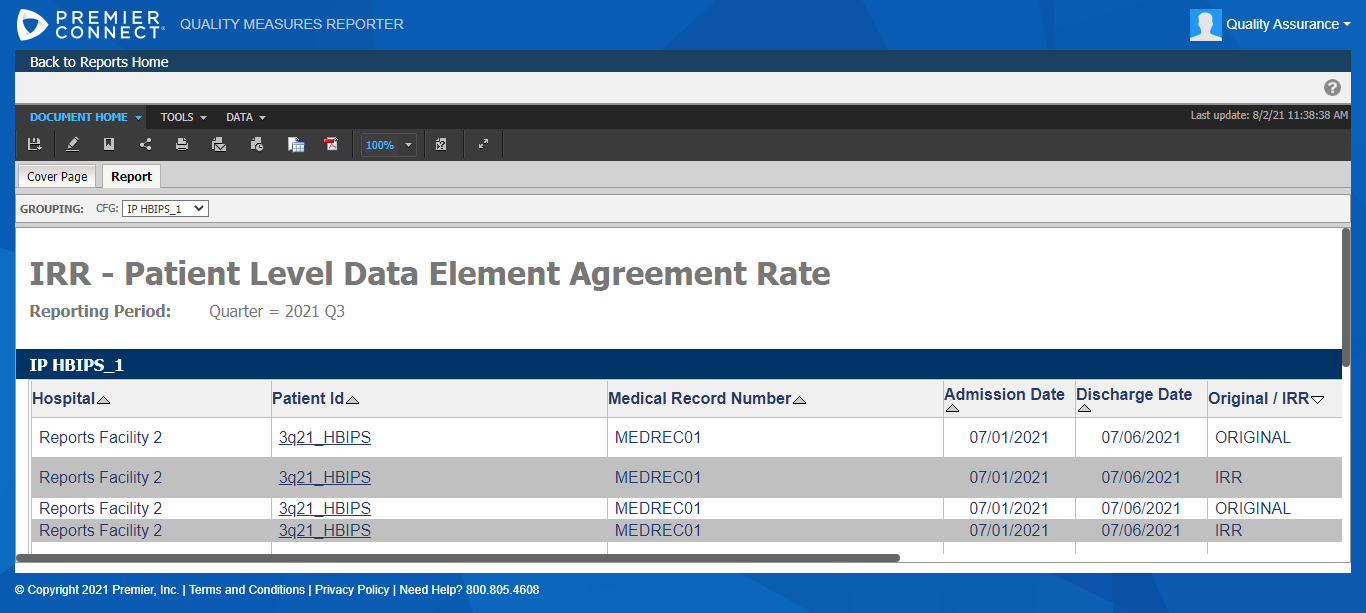 PREMIER CONNECT QUALITY MEASURES REPORTER Quality Assurance
Back to Reports Home
?
DOCUMENT HOME TOOLS DATA Last update: 8/2/21 11:38:38 AM
100%
Cover Page Report
GROUPING: CFG: IP HBIPS_1
IRR - Patient Level Data Element Agreement Rate
Reporting Period: Quarter = 2021 Q3
IP HBIPS_1
Hospital Patient Id Medical Record Number Admission Date Discharge Date Original / IRR
Reports Facility 2 3q21_HBIPS MEDREC01 07/01/2021 07/06/2021 ORIGINAL
Reports Facility 2 3q21_HBIPS MEDREC01 07/01/2021 07/06/2021 IRR
Reports Facility 2 3q21_HBIPS MEDREC01 07/01/2021 07/06/2021 ORIGINAL
Reports Facility 2 3q21_HBIPS MEDREC01 07/01/2021 07/06/2021 IRR
© Copyright 2021 Premier, Inc. | Terms and Conditions | Privacy Policy | Need Help? 800.805.4608